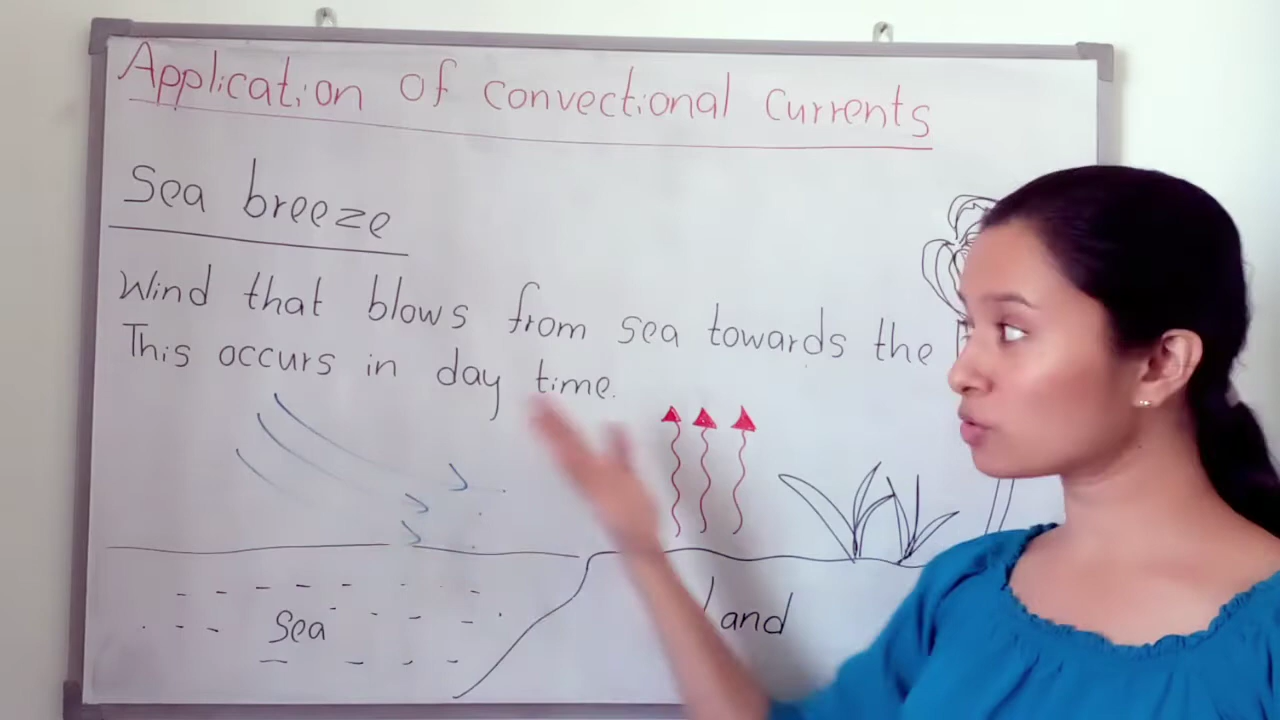 Application of convectional currents
Sea breeze
Wind that blows from sea towards the
This occurs in day time.
Sea
Land